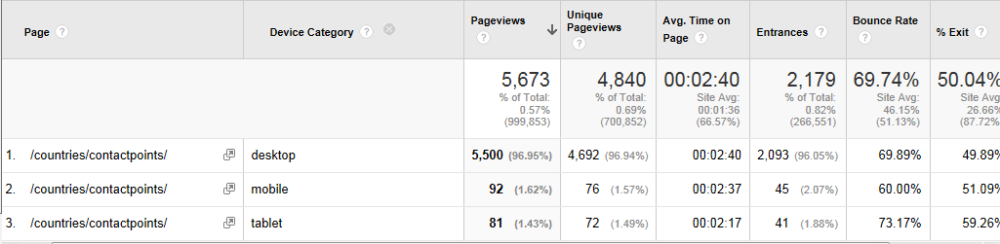 Page ? Device Category ? Pageviews ? Unique Pageviews ? Avg. Time on Page ? Entrances ? Bounce Rate ? % Exit ?
5,673 4,840 00:02:40 2,179 69.74% 50.04%
% of Total: % of Total: Site Avg: % of Total: Site Avg: Site Avg
0.57% 0.69% 00:01:36 0.82% 46.15% 26.66%
(999,853) (700,852) (66.57%) (266,551) (51.13%) (87.72%
1. /countries/contactpoints/ desktop 5,500 (96.95%) 4,692 (96.94%) 00:02:40 2,093 (96.05%) 69.89% 49.89%
2. /countries/contactpoints/ mobile 92 (1.62%) 76 (1.57%) 00:02:37 45 (2.07%) 60.00% 51.09%
3. /countries/contactpoints/ tablet 81 (1.43%) 72 (1.49%) 00:02:17 41 (1.88%) 73.17% 59.26%